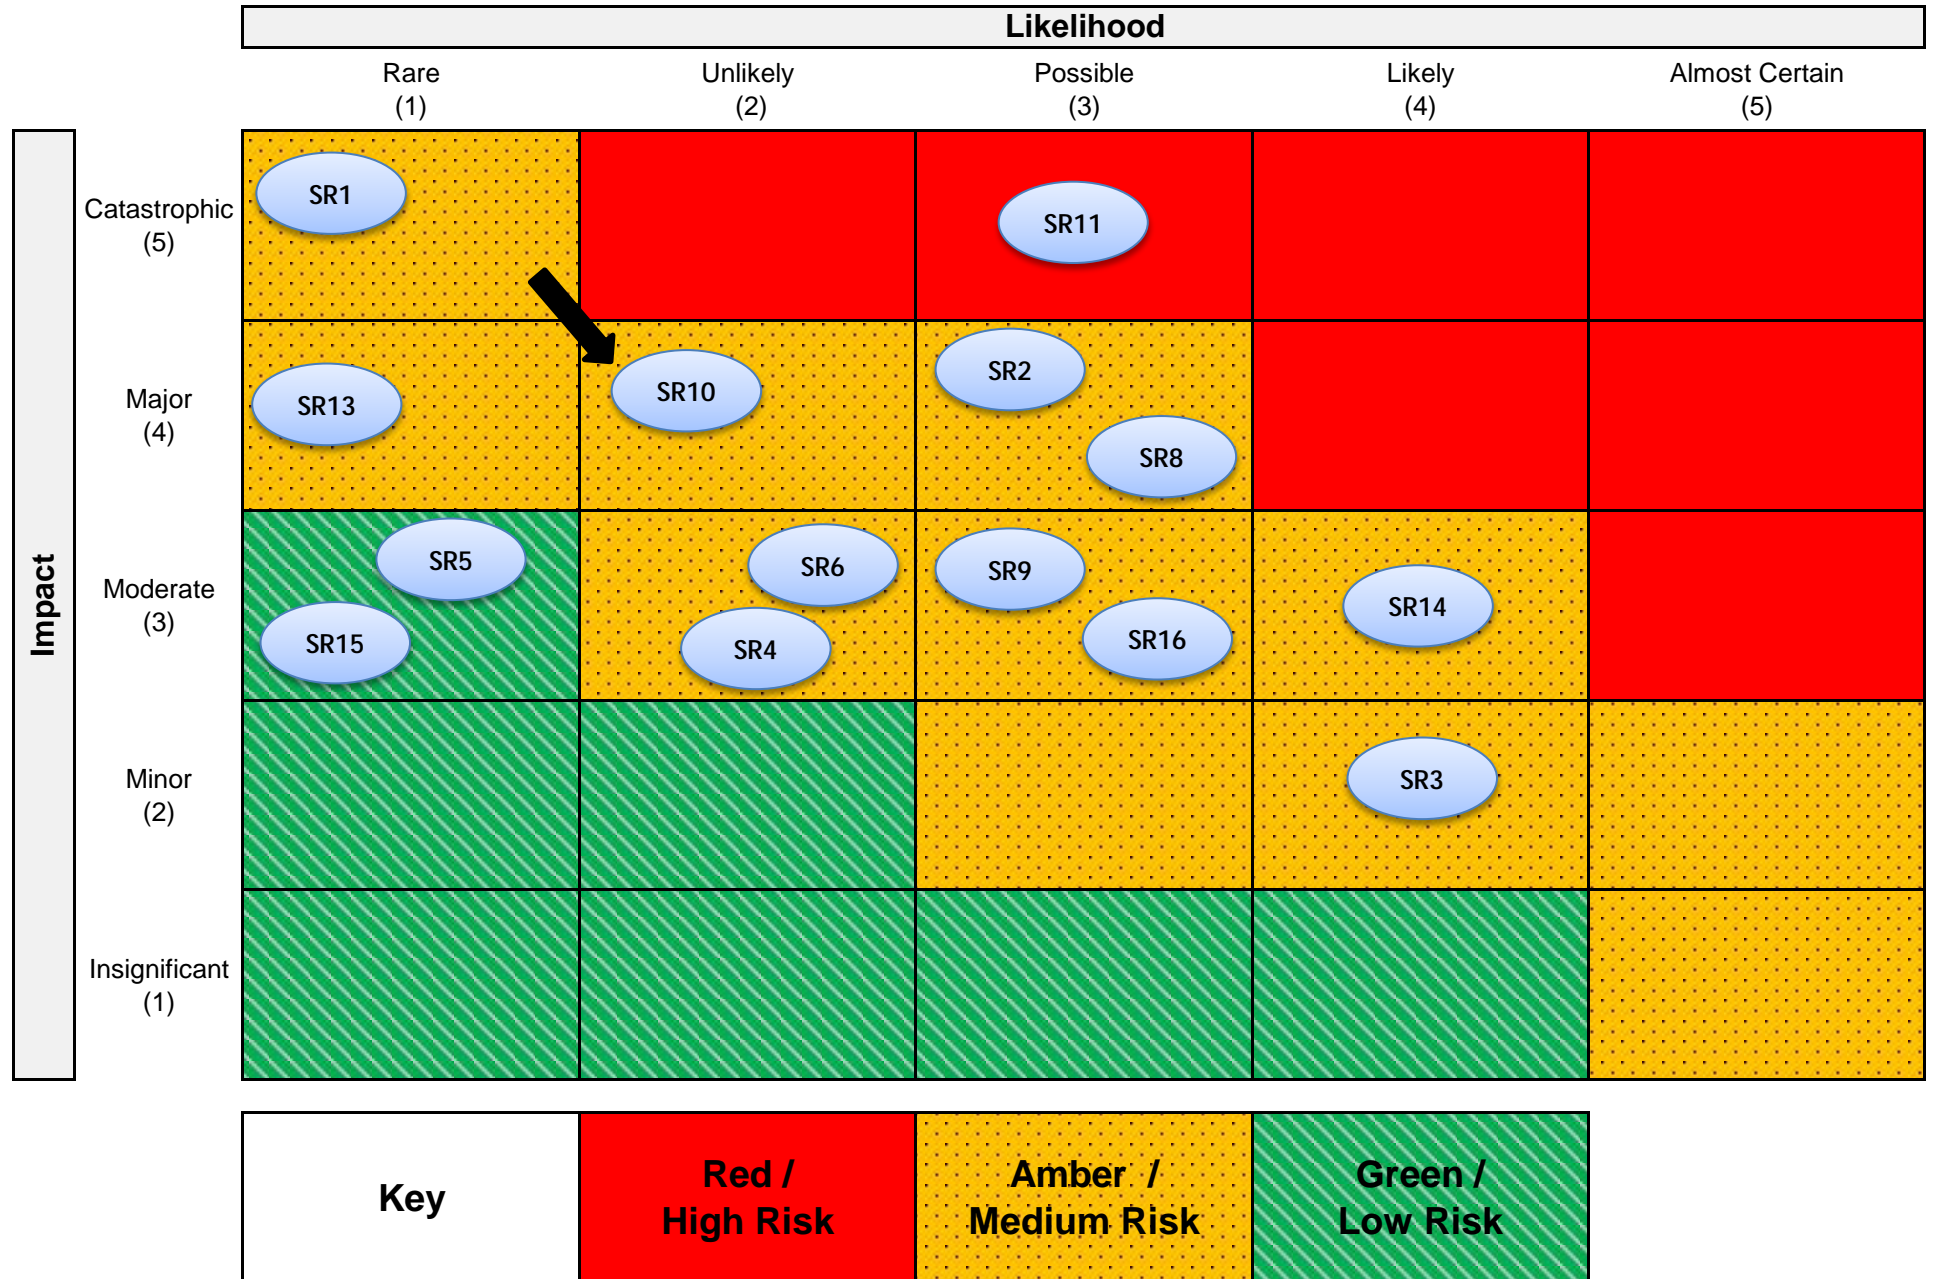 Likelihood
Rare
(1)
Unlikely
(2)
Possible
(3)
Likely
(4)
Almost Certain
(5)
Impact
Catastrophic
(5)
SR1
SR11
Major
(4)
SR13
SR10
SR2
SR8
Moderate
(3)
SR5
SR15
SR6
SR4
SR9
SR16
SR14
Minor
(2)
SR3
Insignificant
(1)
Key
Red /
High Risk
Amber /
Medium Risk
Green /
Low Risk